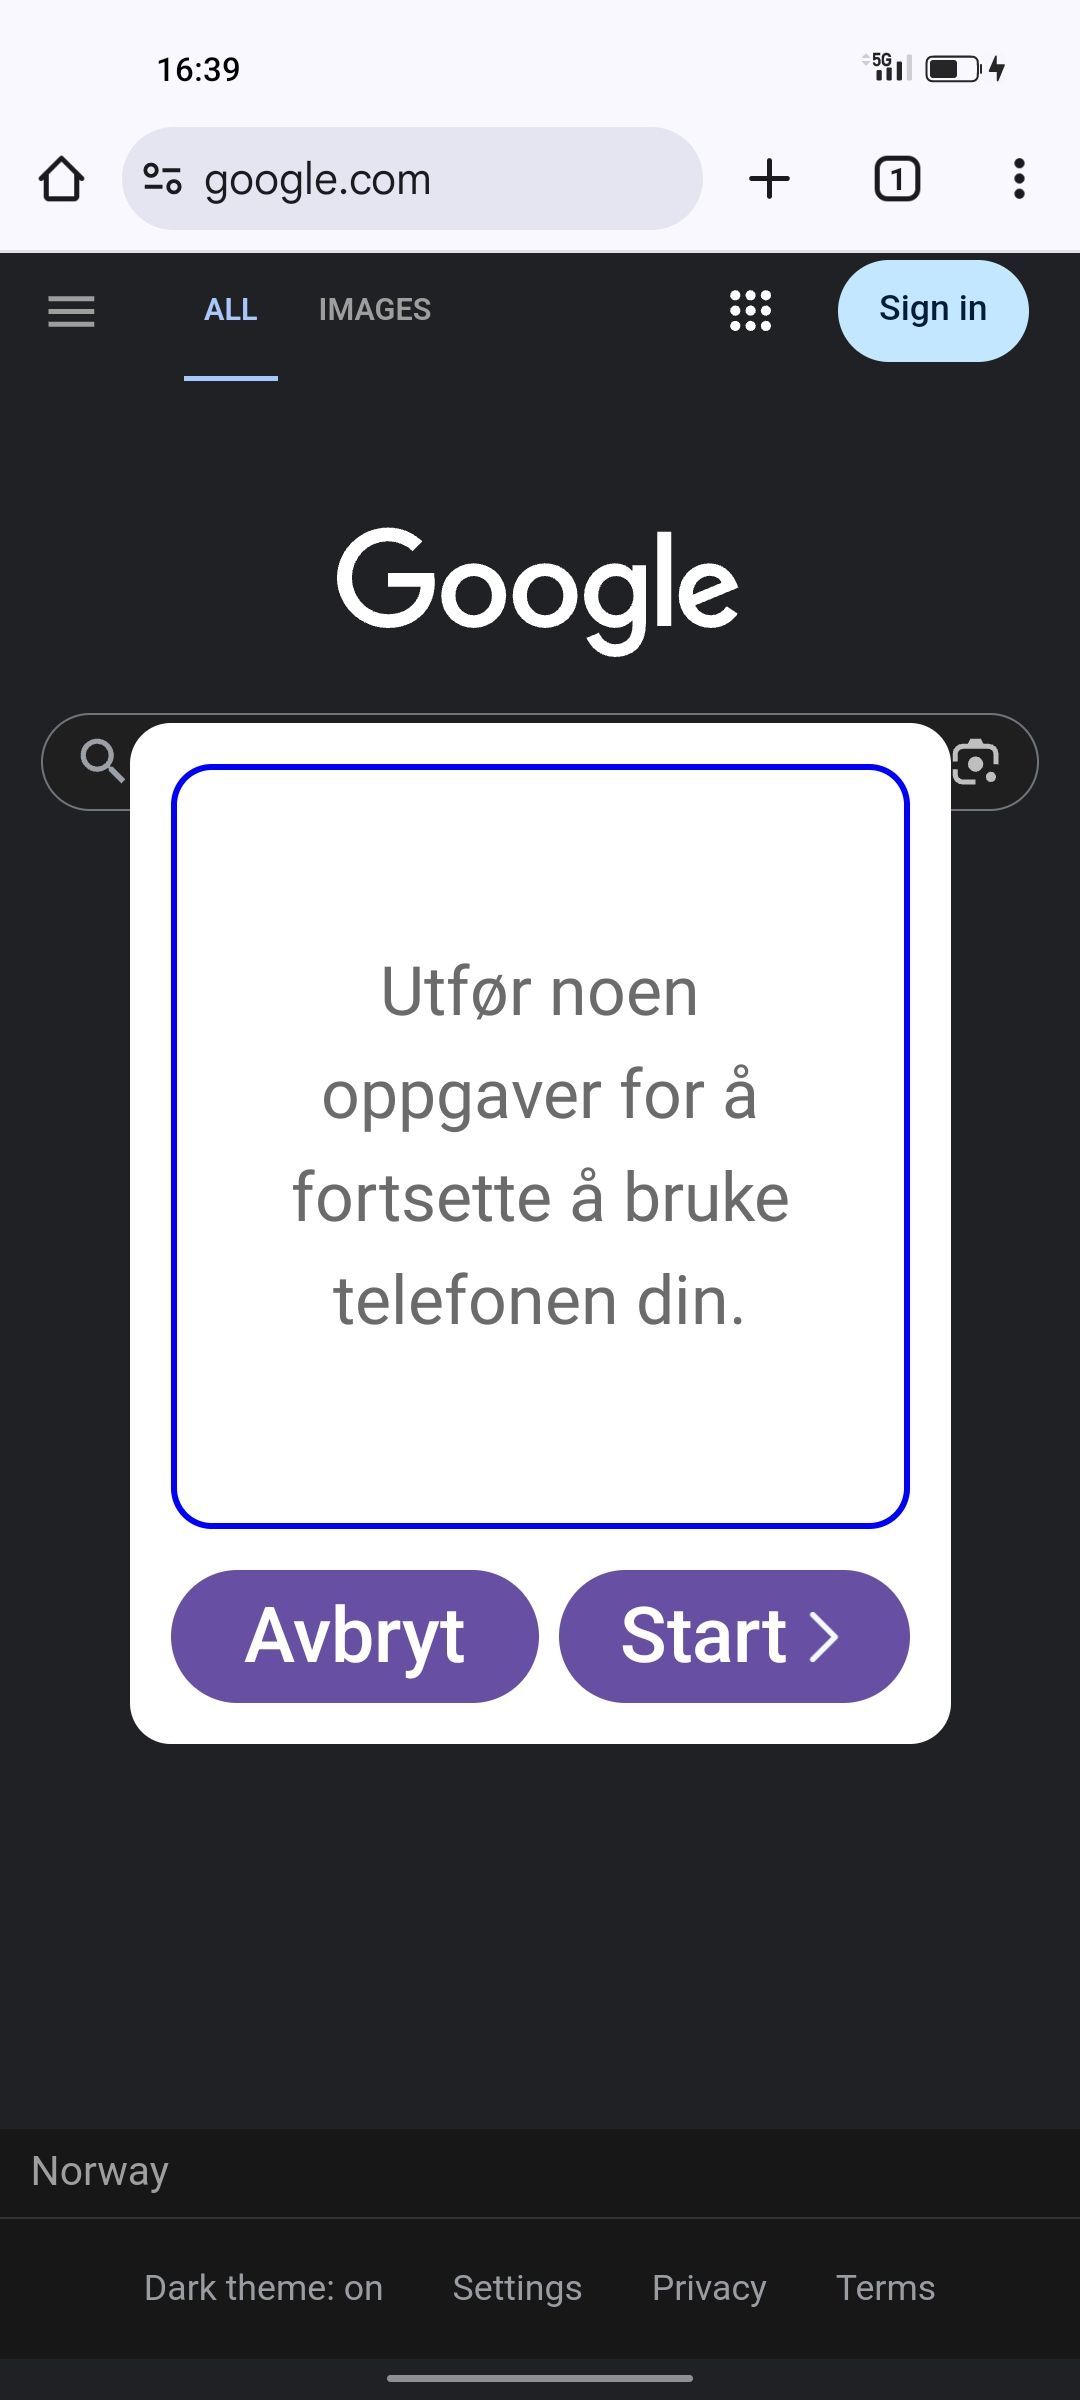 16:39
5G
google.com
1
ALL
IMAGES
Sign in
Google
Utfør noen
oppgaver for å
fortsette å bruke
telefonen din.
Avbryt
Start
Norway
Dark theme: on
Settings
Privacy
Terms